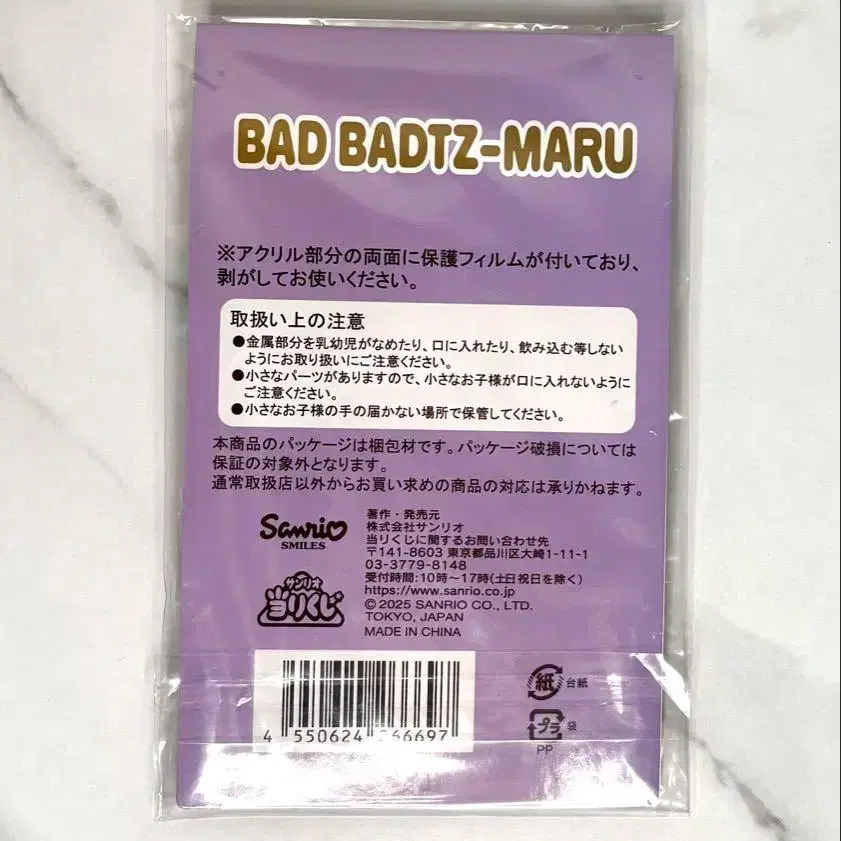 BAD BADTZ-MARU
※アクリル部分の両面に保護フィルムが付いており、
剥がしてお使いください。
取扱い上の注意
●金属部分を乳幼児がなめたり、口に入れたり、飲み込む等しない
ようにお取り扱いにご注意ください。
●小さなパーツがありますので、小さなお子様が口に入れないように
ご注意ください。
●小さなお子様の手の届かない場所で保管してください。
本商品のパッケージは梱包材です。パッケージ破損については
保証の対象外となります。
通常取扱店以外からお買い求めの商品の対応は承りかねます。
Sanrio
SMILES
サンリオ
当りくじ
著作・発売元
株式会社サンリオ
当りくじに関するお問い合わせ先
〒141-8603 東京都品川区大崎1-11-1
03-3779-8148
受付時間：10時〜17時(土日祝日を除く)
https://www.sanrio.co.jp
© 2025 SANRIO CO., LTD.
TOKYO, JAPAN
MADE IN CHINA
4 550624
紙 台紙
プラ 袋
PP